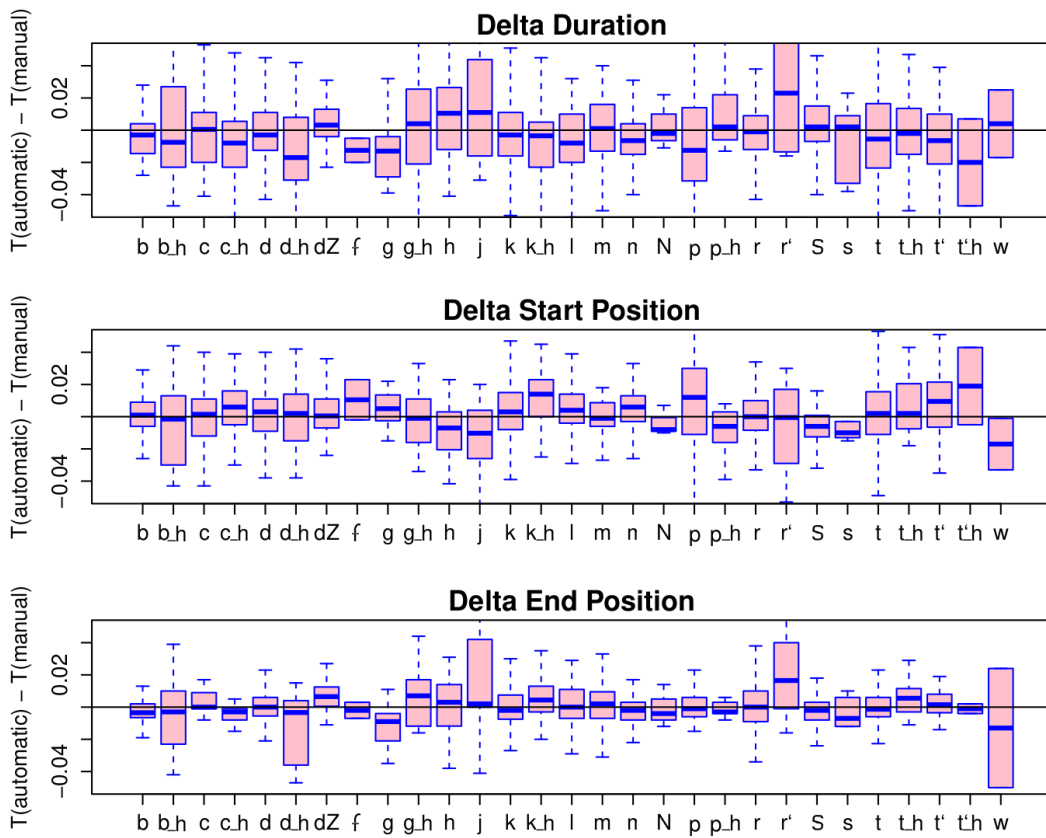 Delta Duration
T(automatic) − T(manual)
0.02
−0.04
b b_h c c_h d d_h dZ f g g_h h j k k_h l m n N p p_h r r‘ S s t t_h t‘ t‘_h w
Delta Start Position
T(automatic) − T(manual)
0.02
−0.04
b b_h c c_h d d_h dZ f g g_h h j k k_h l m n N p p_h r r‘ S s t t_h t‘ t‘_h w
Delta End Position
T(automatic) − T(manual)
0.02
−0.04
b b_h c c_h d d_h dZ f g g_h h j k k_h l m n N p p_h r r‘ S s t t_h t‘ t‘_h w